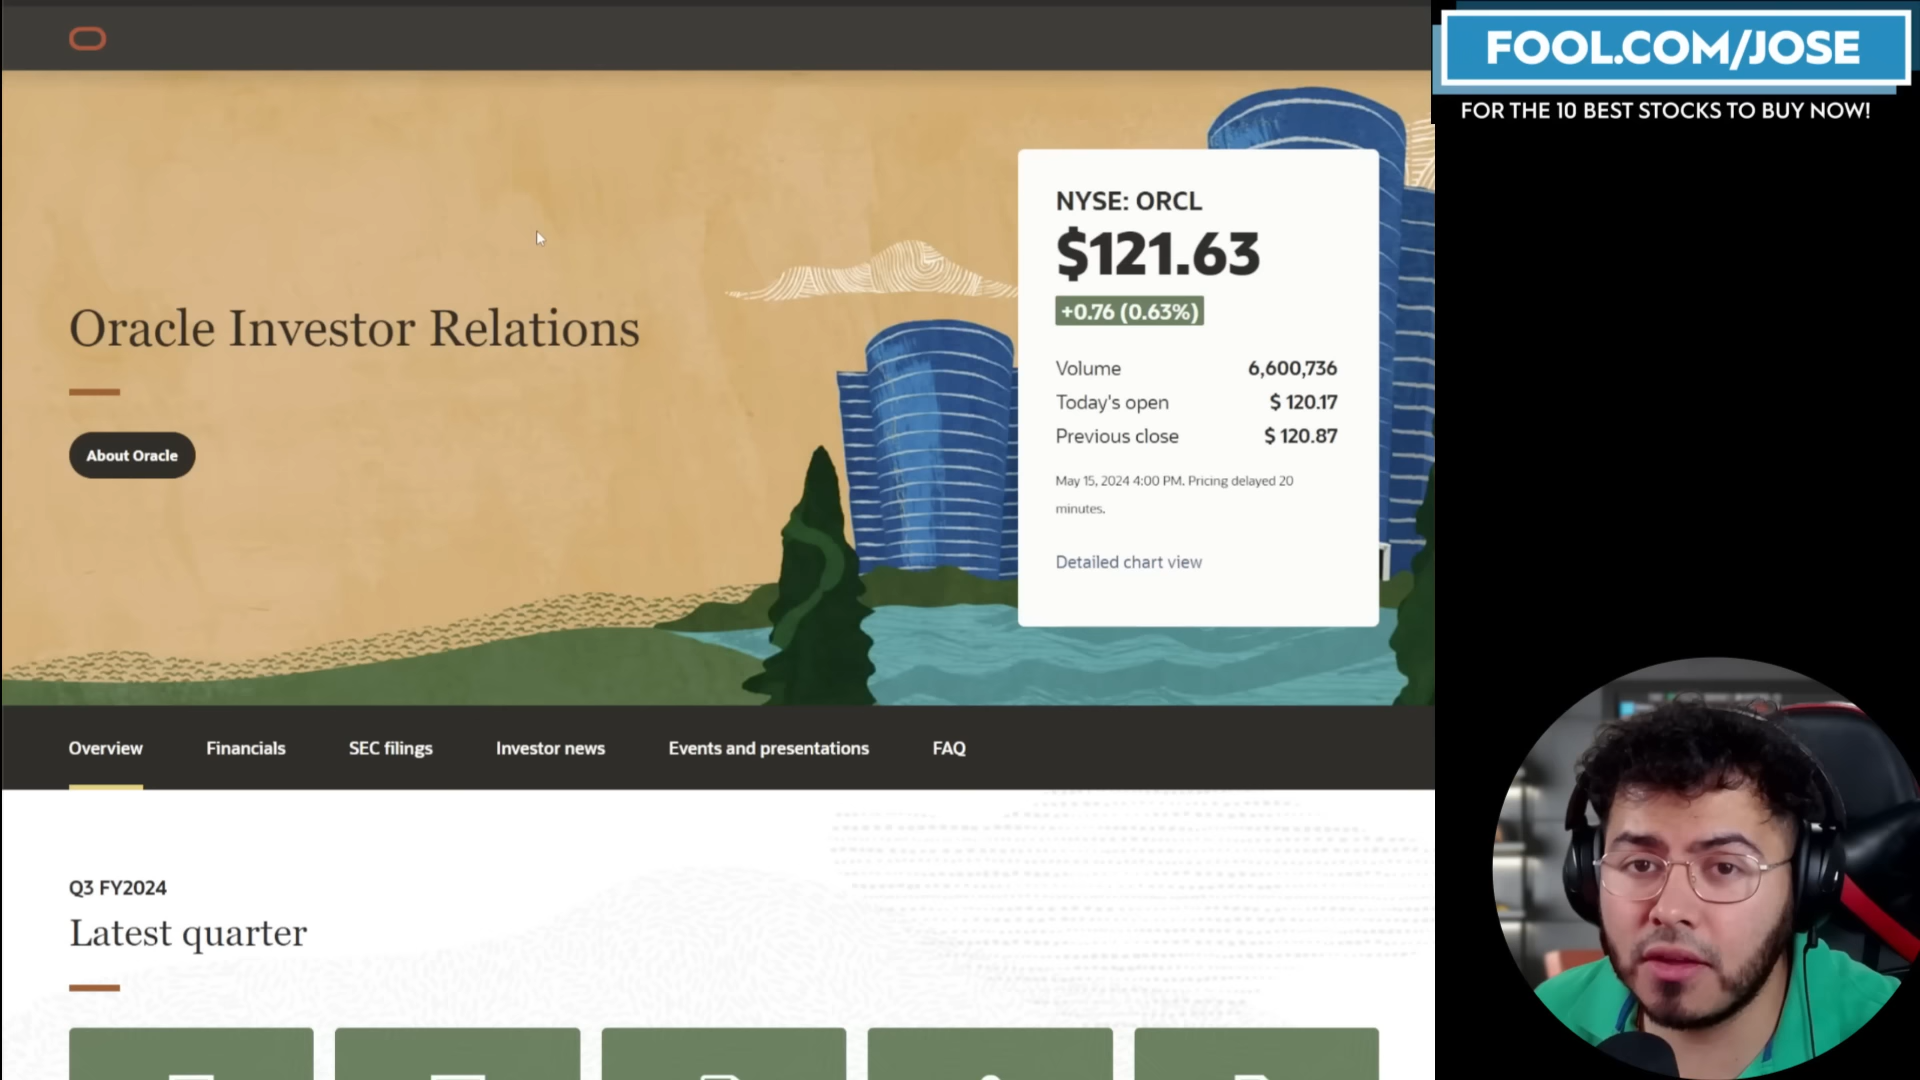 FOOL.COM/JOSE
FOR THE 10 BEST STOCKS TO BUY NOW!
NYSE: ORCL
$121.63
+0.76 (0.63%)
Volume 6,600,736
Today's open $ 120.17
Previous close $ 120.87
May 15, 2024 4:00 PM. Pricing delayed 20
minutes.
Detailed chart view
Oracle Investor Relations
About Oracle
Overview Financials SEC filings Investor news Events and presentations FAQ
Q3 FY2024
Latest quarter